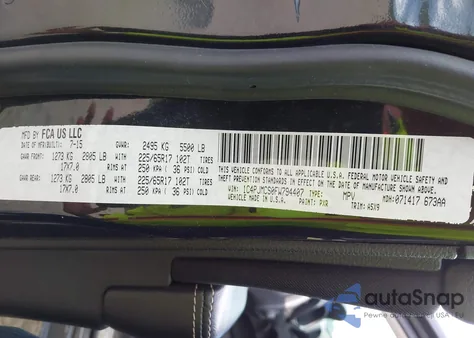 MFD BY FCA US LLC
DATE OF MFR/BUILT: 7-15 GVWR: 2495 KG 5500 LB
GAWR FRONT: 1273 KG 2805 LB WITH 225/65R17 102T TIRES
17X7.0 RIMS AT 250 KPA ( 36 PSI) COLD
GAWR REAR: 1273 KG 2805 LB WITH 225/65R17 102T TIRES
17X7.0 RIMS AT 250 KPA ( 36 PSI) COLD
THIS VEHICLE CONFORMS TO ALL APPLICABLE U.S.A. FEDERAL MOTOR VEHICLE SAFETY AND
THEFT PREVENTION STANDARDS IN EFFECT ON THE DATE OF MANUFACTURE SHOWN ABOVE.
VIN: TYPE: MPV MDH: 071417 673AA
VEHICLE MADE IN U.S.A. PAINT: PXR TRIM: A5X9
autoSnap